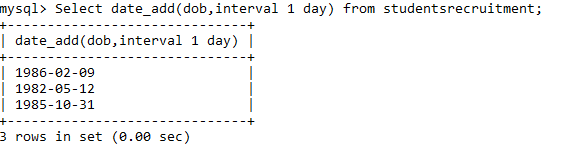 mysql> Select date_add(dob,interval 1 day) from studentsrecruitment;
+------------------------------+
| date_add(dob,interval 1 day) |
+------------------------------+
| 1986-02-09                   |
| 1982-05-12                   |
| 1985-10-31                   |
+------------------------------+
3 rows in set (0.00 sec)